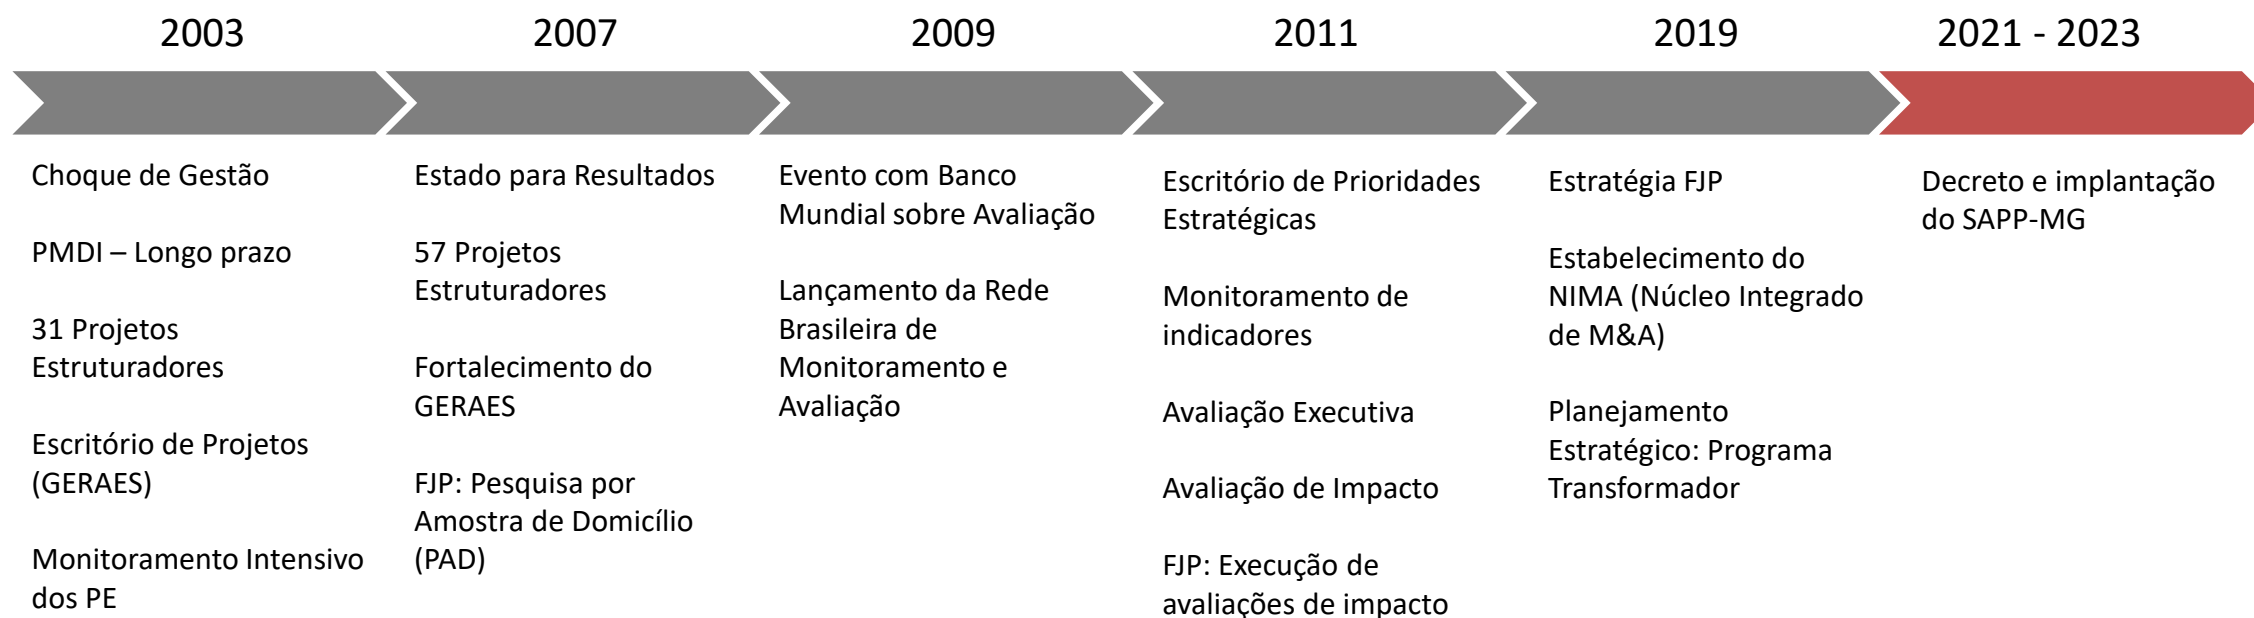 2003
Choque de Gestão
PMDI – Longo prazo
31 Projetos
Estruturadores
Escritório de Projetos
(GERAES)
Monitoramento Intensivo
dos PE
2007
Estado para Resultados
57 Projetos
Estruturadores
Fortalecimento do
GERAES
FJP: Pesquisa por
Amostra de Domicílio
(PAD)
2009
Evento com Banco
Mundial sobre Avaliação
Lançamento da Rede
Brasileira de
Monitoramento e
Avaliação
2011
Escritório de Prioridades
Estratégicas
Monitoramento de
indicadores
Avaliação Executiva
Avaliação de Impacto
FJP: Execução de
avaliações de impacto
2019
Estratégia FJP
Estabelecimento do
NIMA (Núcleo Integrado
de M&A)
Planejamento
Estratégico: Programa
Transformador
2021 - 2023
Decreto e implantação
do SAPP-MG